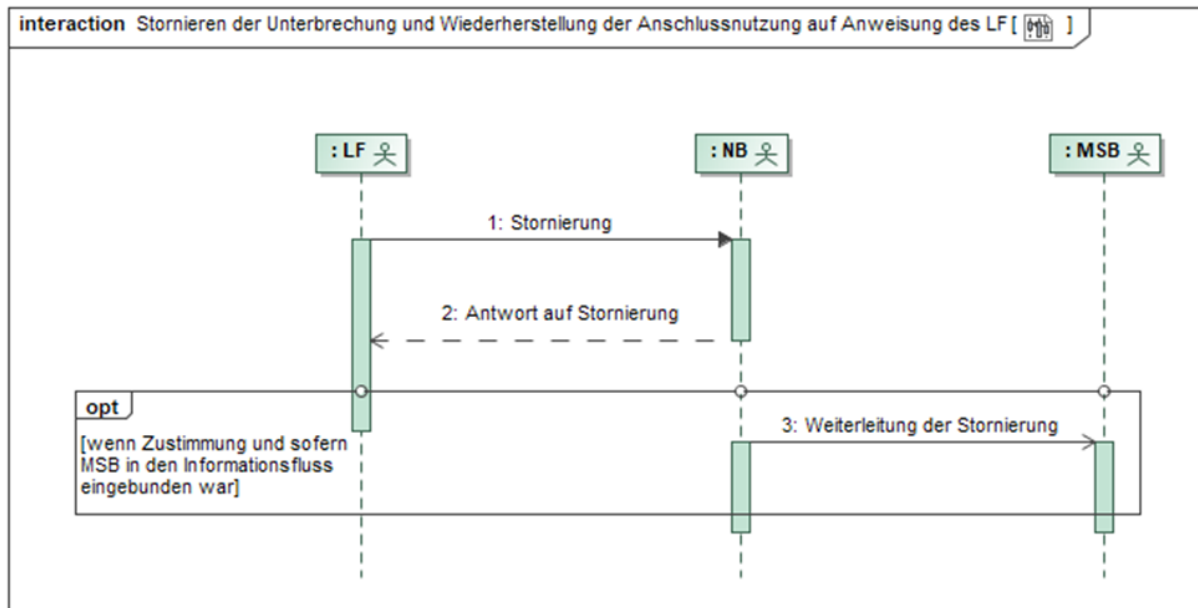 interaction Stornieren der Unterbrechung und Wiederherstellung der Anschlussnutzung auf Anweisung des LF [ ]
: LF
: NB
: MSB
1: Stornierung
2: Antwort auf Stornierung
opt
[wenn Zustimmung und sofern
MSB in den Informationsfluss
eingebunden war]
3: Weiterleitung der Stornierung